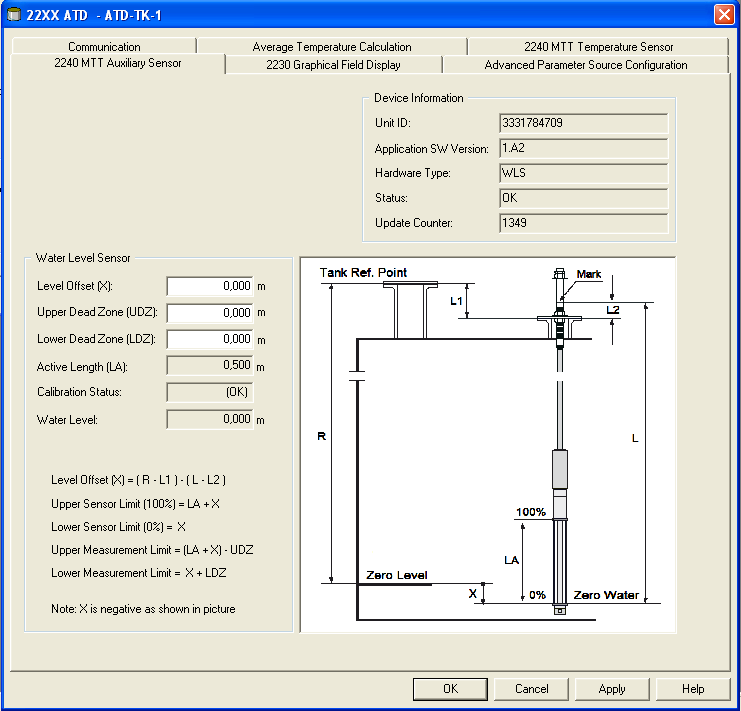 22XX ATD - ATD-TK-1
Communication
Average Temperature Calculation
2240 MTT Temperature Sensor
2240 MTT Auxiliary Sensor
2230 Graphical Field Display
Advanced Parameter Source Configuration
Device Information
Unit ID: 3331784709
Application SW Version: 1.A2
Hardware Type: WLS
Status: OK
Update Counter: 1349
Water Level Sensor
Level Offset (X): 0,000 m
Upper Dead Zone (UDZ): 0,000 m
Lower Dead Zone (LDZ): 0,000 m
Active Length (LA): 0,500 m
Calibration Status: (OK)
Water Level: 0,000 m
Level Offset (X) = ( R - L1 ) - ( L - L2 )
Upper Sensor Limit (100%) = LA + X
Lower Sensor Limit (0%) = X
Upper Measurement Limit = (LA + X) - UDZ
Lower Measurement Limit = X + LDZ
Note: X is negative as shown in picture
Tank Ref. Point
Mark
L1
L2
R
L
100%
LA
Zero Level
X
0%
Zero Water
OK
Cancel
Apply
Help